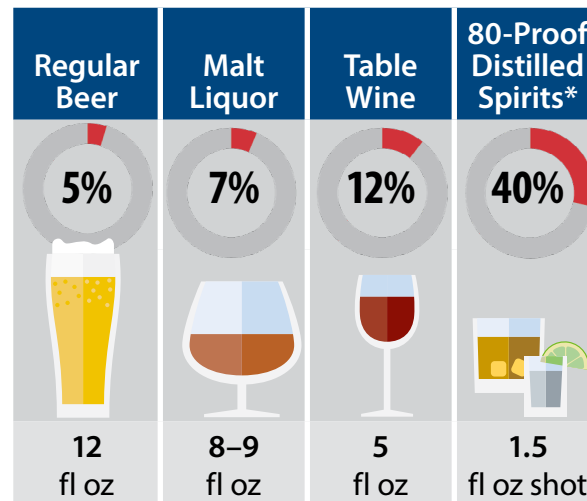 Regular
Beer
Malt
Liquor
Table
Wine
80-Proof
Distilled
Spirits*
5%
7%
12%
40%
12
fl oz
8–9
fl oz
5
fl oz
1.5
fl oz shot